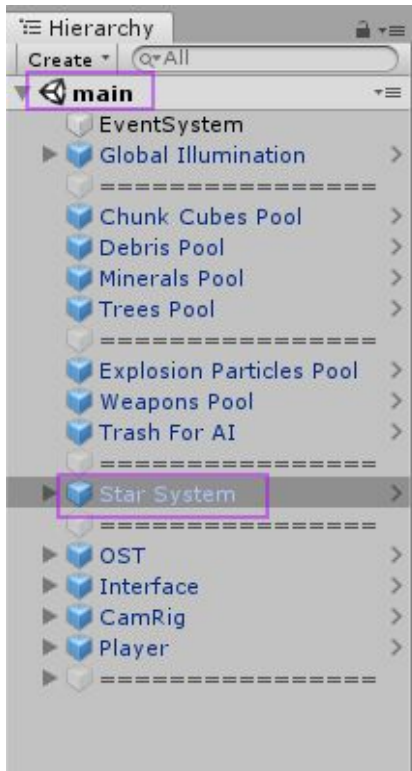 Hierarchy
Create All
main
EventSystem
Global Illumination
================
Chunk Cubes Pool
Debris Pool
Minerals Pool
Trees Pool
================
Explosion Particles Pool
Weapons Pool
Trash For AI
================
Star System
================
OST
Interface
CamRig
Player
================